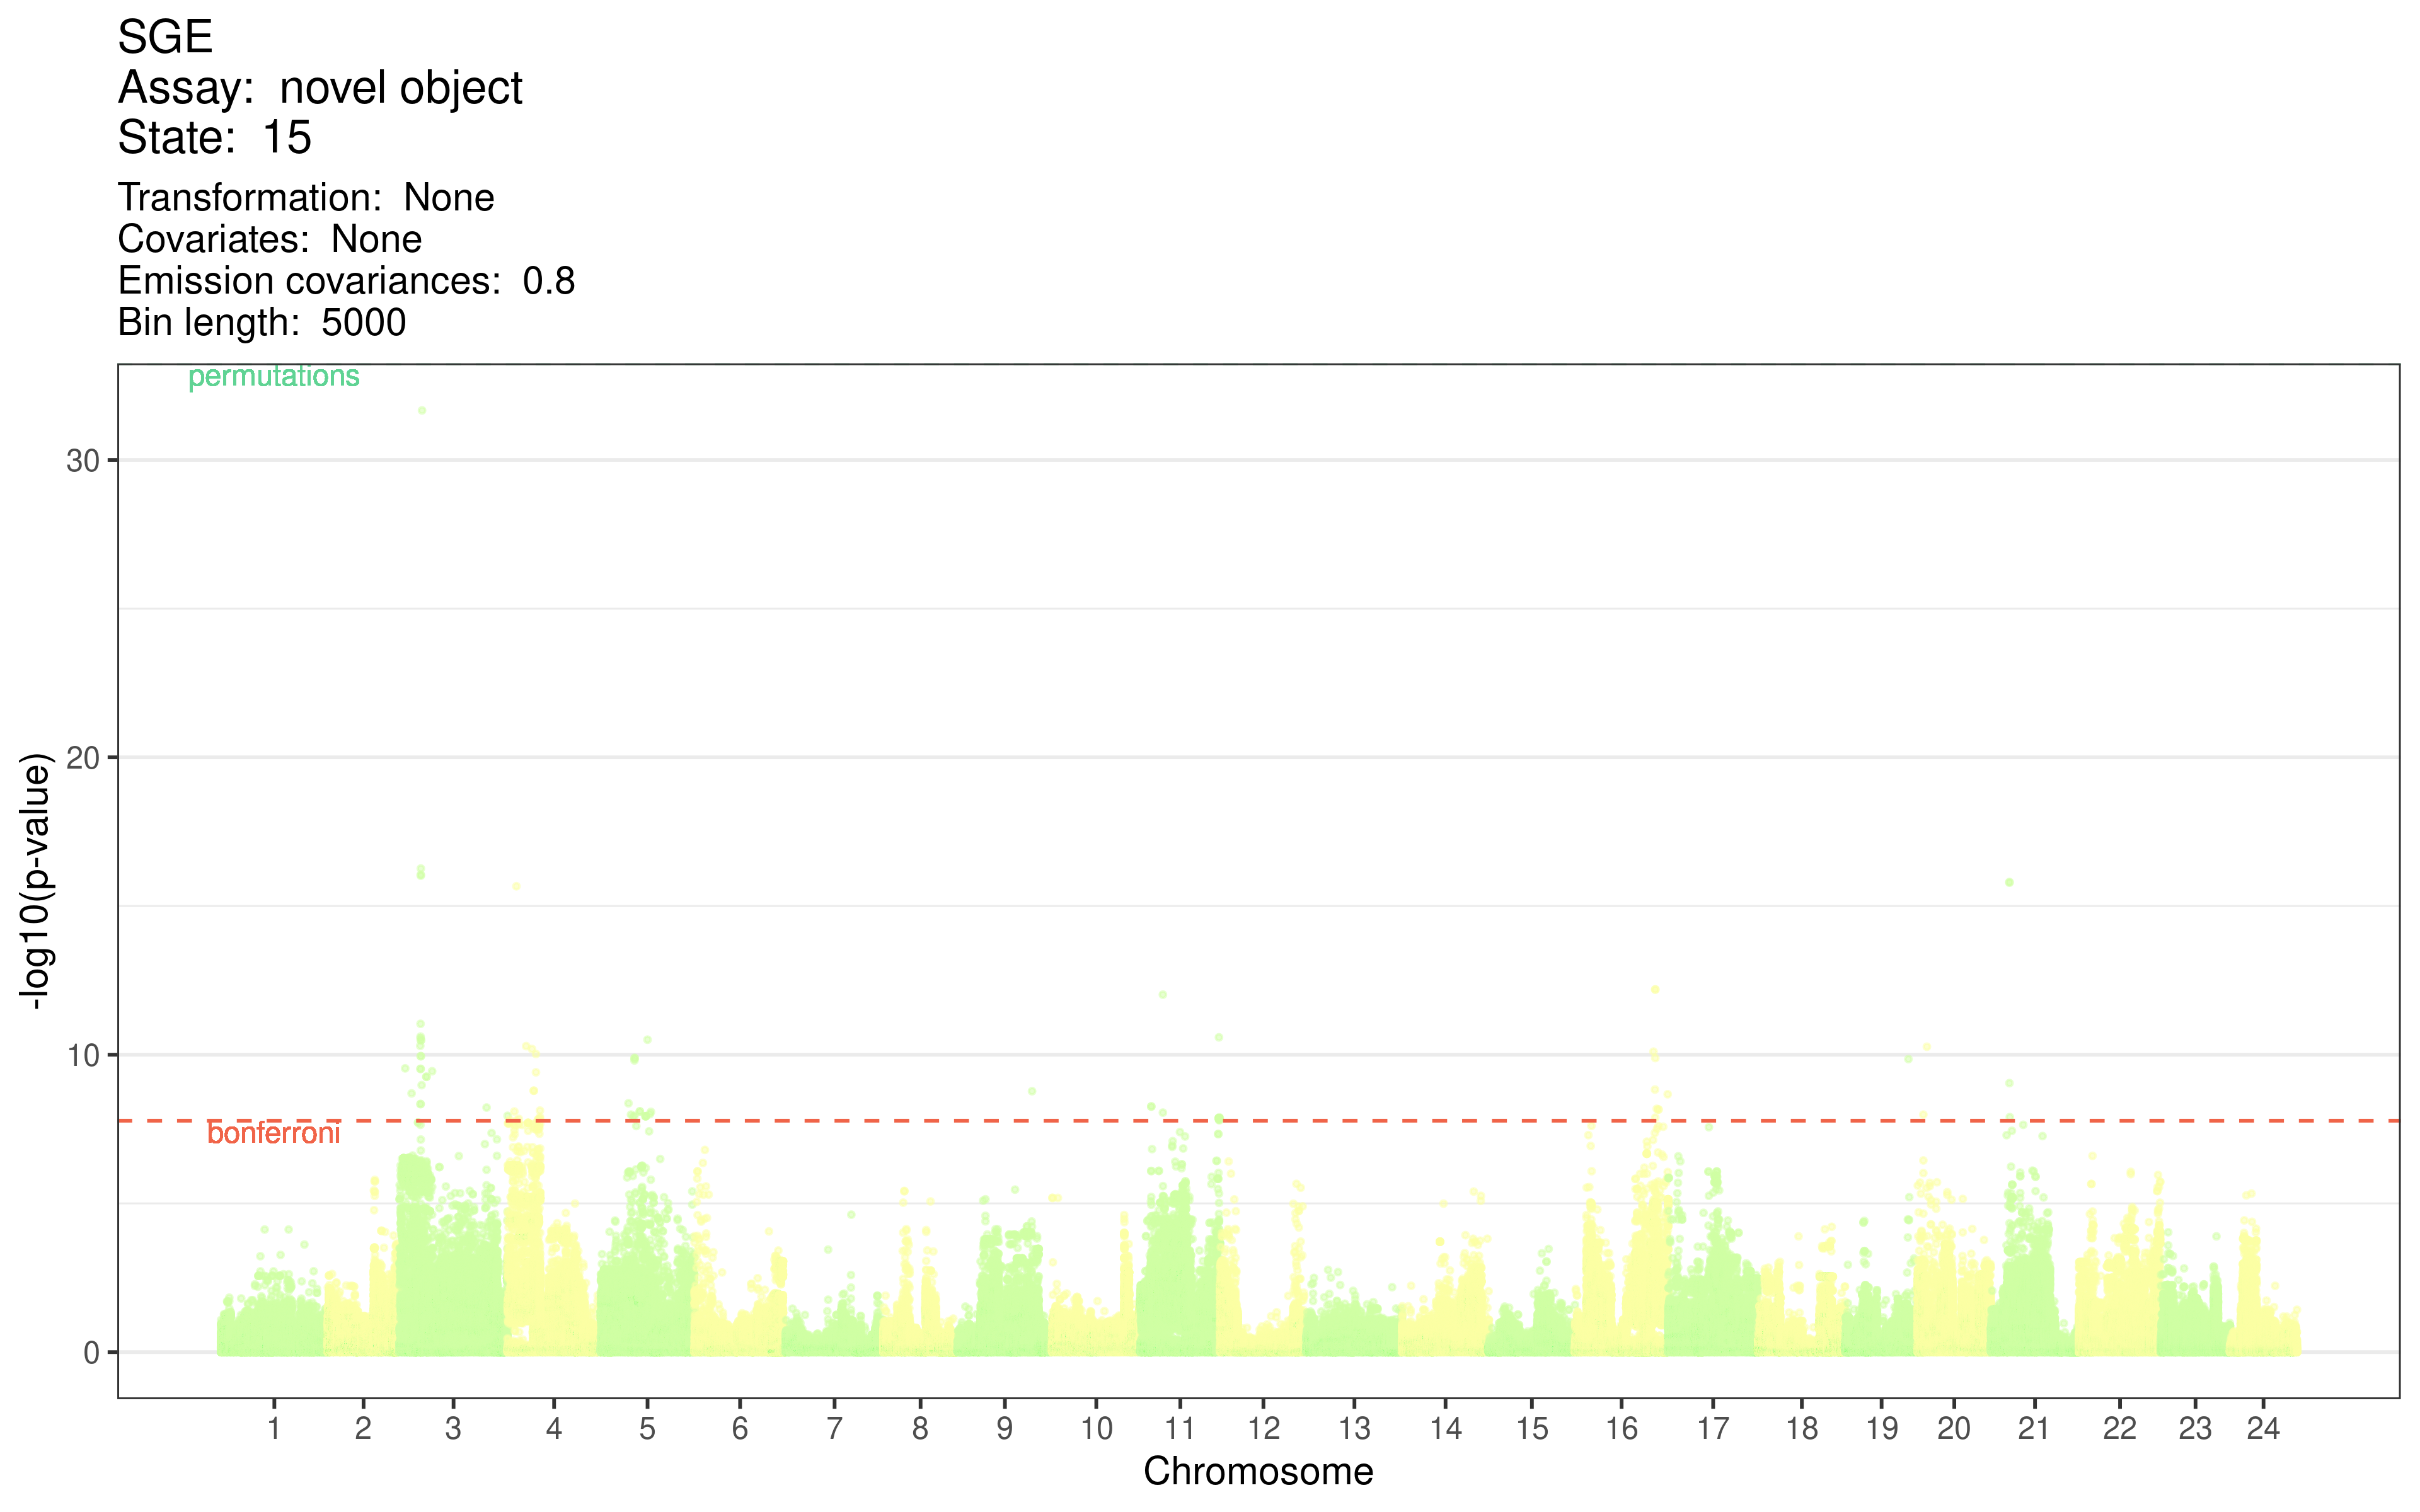 SGE
Assay: novel object
State: 15
Transformation: None
Covariates: None
Emission covariances: 0.8
Bin length: 5000
permutations
30
20
10
0
bonferroni
-log10(p-value)
1 2 3 4 5 6 7 8 9 10 11 12 13 14 15 16 17 18 19 20 21 22 23 24
Chromosome